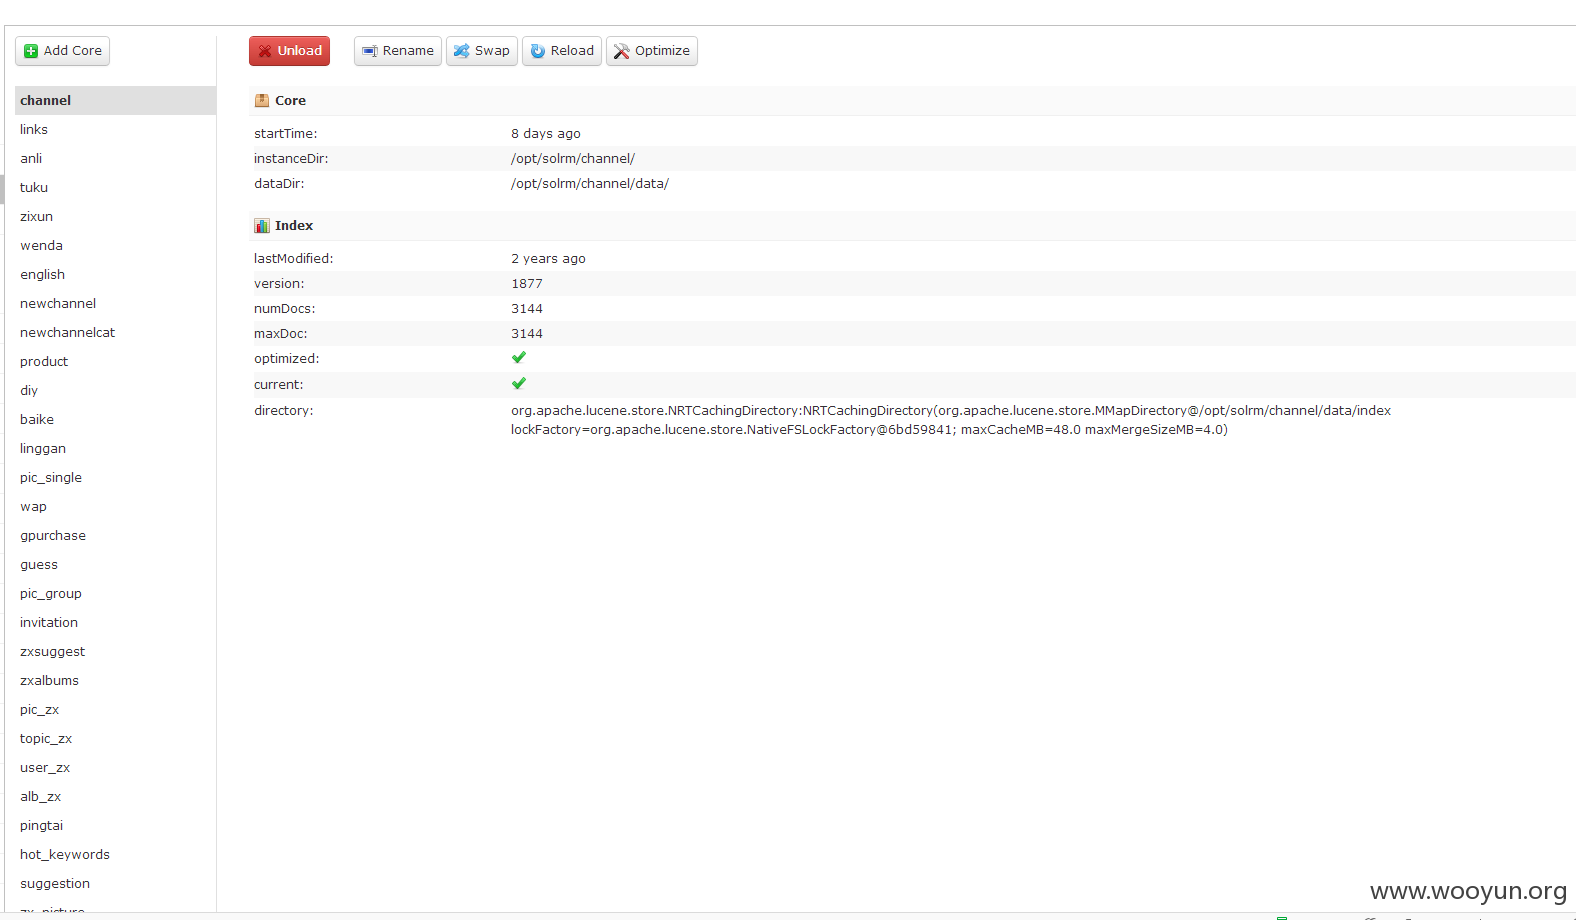 Add Core
Unload
Rename
Swap
Reload
Optimize
channel
links
anli
tuku
zixun
wenda
english
newchannel
newchannelcat
product
diy
baike
linggan
pic_single
wap
gpurchase
guess
pic_group
invitation
zxsuggest
zxalbums
pic_zx
topic_zx
user_zx
alb_zx
pingtai
hot_keywords
suggestion
zx_picture
Core
startTime: 8 days ago
instanceDir: /opt/solrm/channel/
dataDir: /opt/solrm/channel/data/
Index
lastModified: 2 years ago
version: 1877
numDocs: 3144
maxDoc: 3144
optimized:
current:
directory: org.apache.lucene.store.NRTCachingDirectory:NRTCachingDirectory(org.apache.lucene.store.MMapDirectory@/opt/solrm/channel/data/index
lockFactory=org.apache.lucene.store.NativeFSLockFactory@6bd59841; maxCacheMB=48.0 maxMergeSizeMB=4.0)
www.wooyun.org